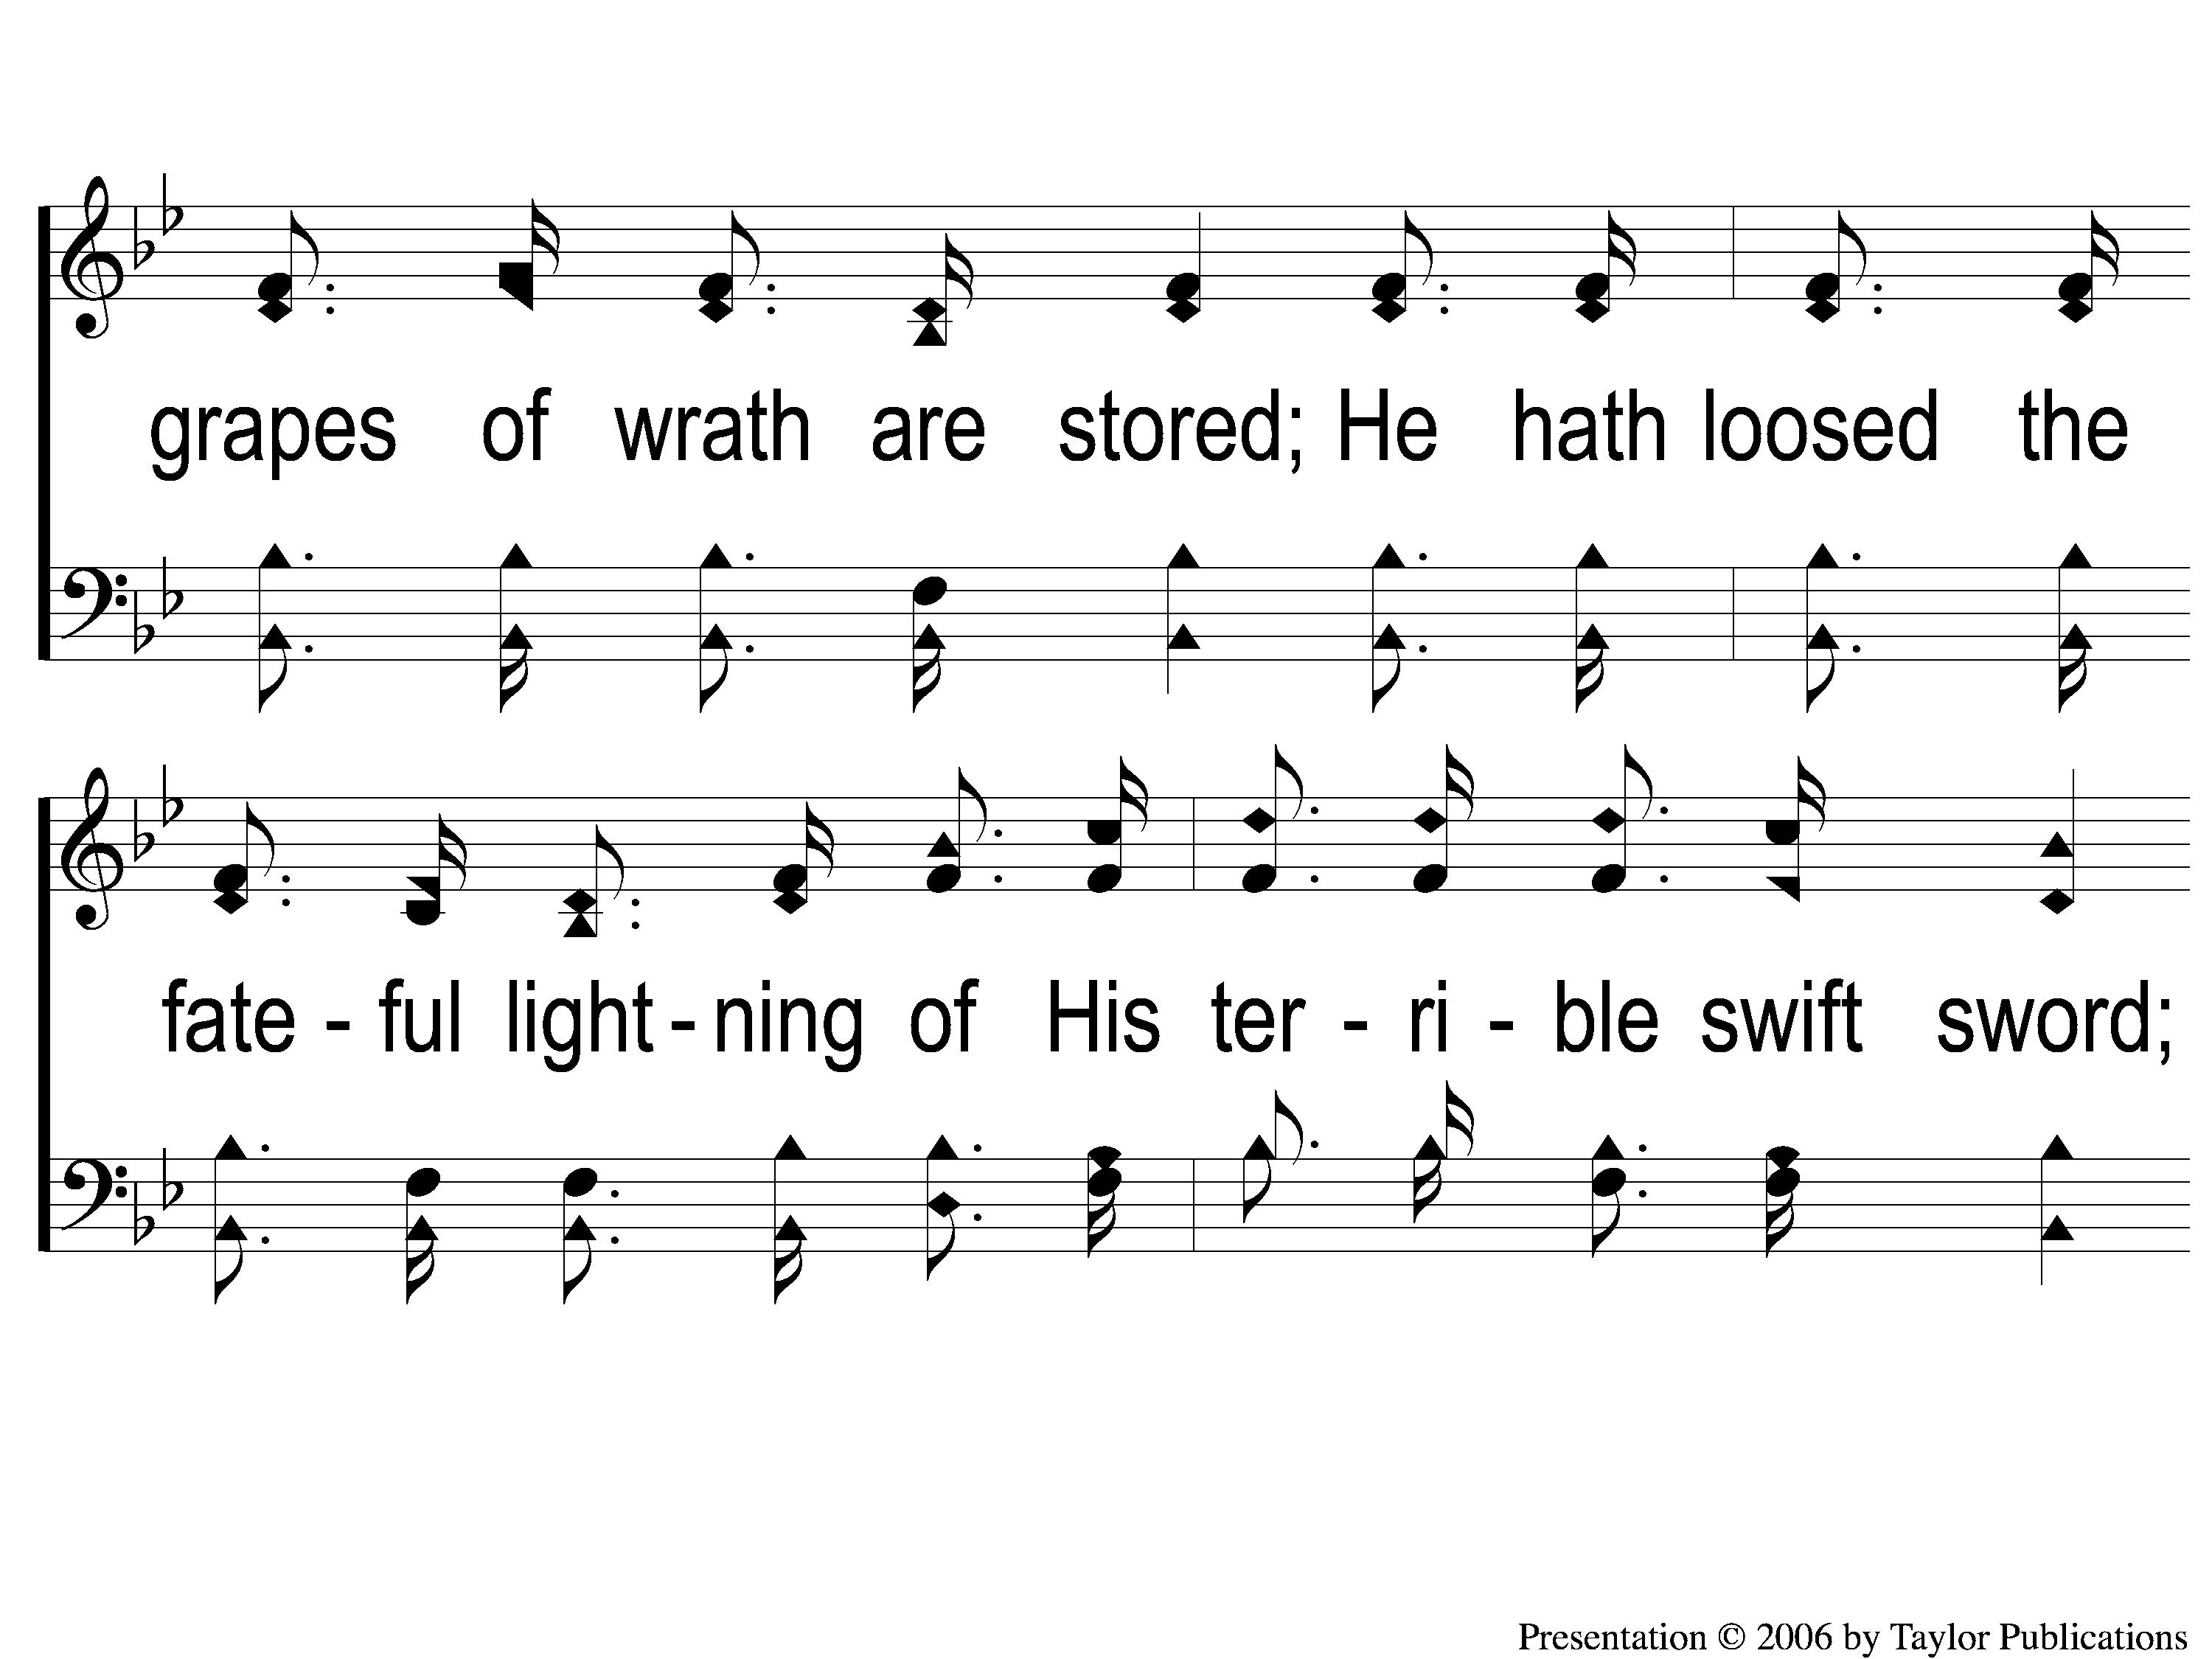 grapes of wrath are stored; He hath loosed the
fate - ful light - ning of His ter - ri - ble swift sword;
Presentation © 2006 by Taylor Publications